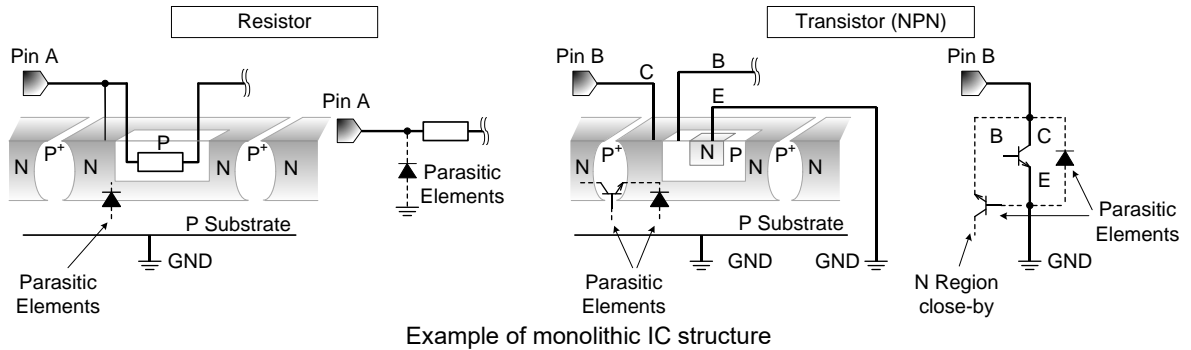 Resistor
Transistor (NPN)
Pin A
Pin B
C
B
E
Pin B
Pin A
N
P+
N
P
P+
N
N
P+
N
P
P+
N
N
B
C
E
Parasitic
Elements
P Substrate
GND
Parasitic
Elements
P Substrate
GND
GND
Parasitic
Elements
Parasitic
Elements
GND
N Region
close-by
Example of monolithic IC structure